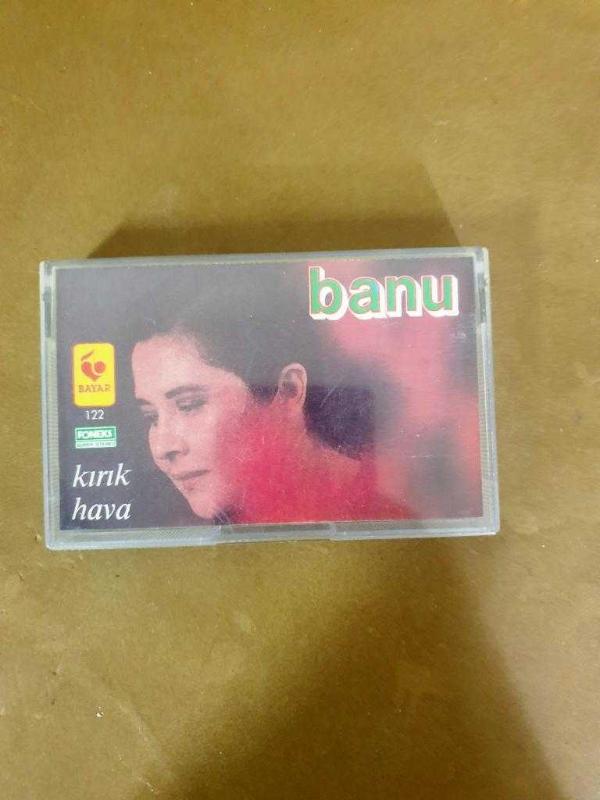 banu
BAYAR
122
FONEKS
kırık
hava